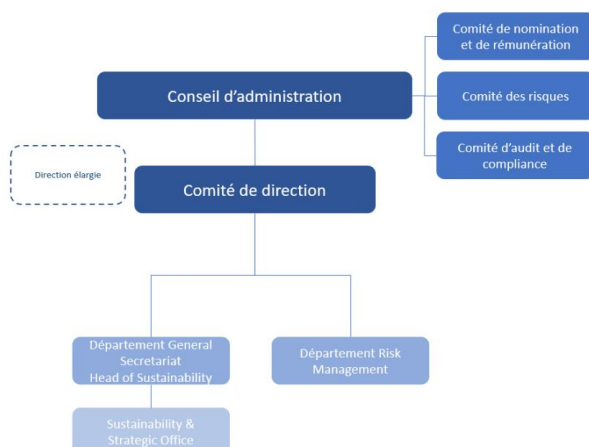 Comité de nomination
et de rémunération
Conseil d’administration
Comité des risques
Comité d’audit et de
compliance
Direction élargie
Comité de direction
Département General
Secretariat
Head of Sustainability
Département Risk
Management
Sustainability &
Strategic Office